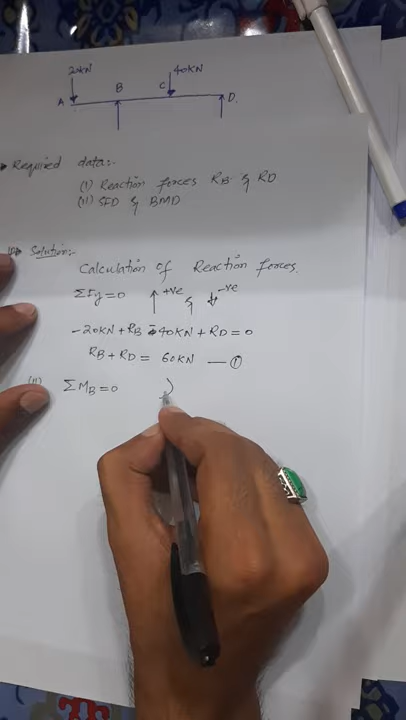 20KN 40KN
A B C D.
Required data:-
(I) Reaction forces RB & RD
(II) SFD & BMD
Solution:-
Calculation of Reaction forces.
ΣFy=0 ↑+ve & ↓-ve
-20KN+RB-40KN+RD=0
RB+RD= 60KN —①
(II) ΣMB=0